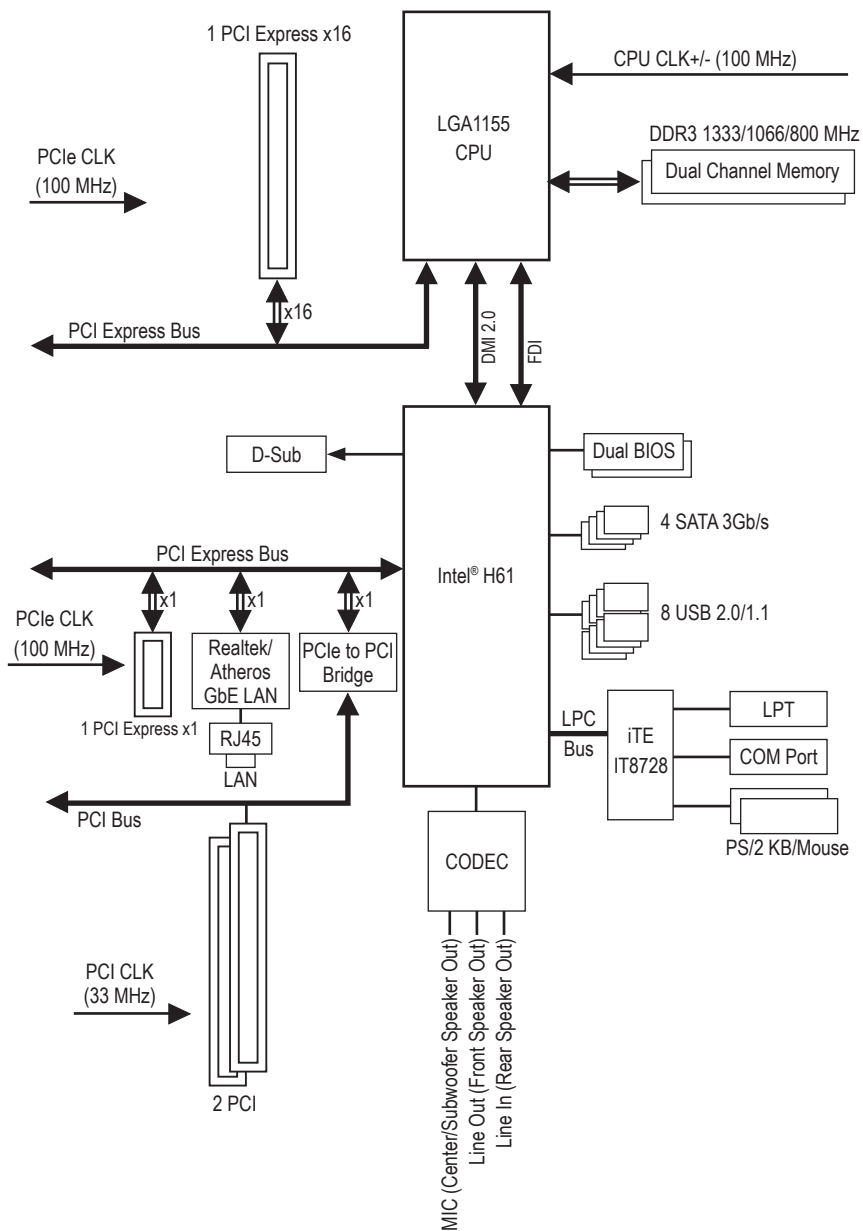 1 PCI Express x16
CPU CLK+/- (100 MHz)
LGA1155
CPU
DDR3 1333/1066/800 MHz
Dual Channel Memory
PCIe CLK
(100 MHz)
x16
PCI Express Bus
DMI 2.0
FDI
D-Sub
Dual BIOS
4 SATA 3Gb/s
PCI Express Bus
Intel® H61
x1
x1
x1
8 USB 2.0/1.1
PCIe CLK
(100 MHz)
Realtek/
Atheros
GbE LAN
PCIe to PCI
Bridge
1 PCI Express x1
RJ45
LAN
LPC
Bus
iTE
IT8728
LPT
COM Port
PS/2 KB/Mouse
PCI Bus
CODEC
PCI CLK
(33 MHz)
2 PCI
MIC (Center/Subwoofer Speaker Out)
Line Out (Front Speaker Out)
Line In (Rear Speaker Out)